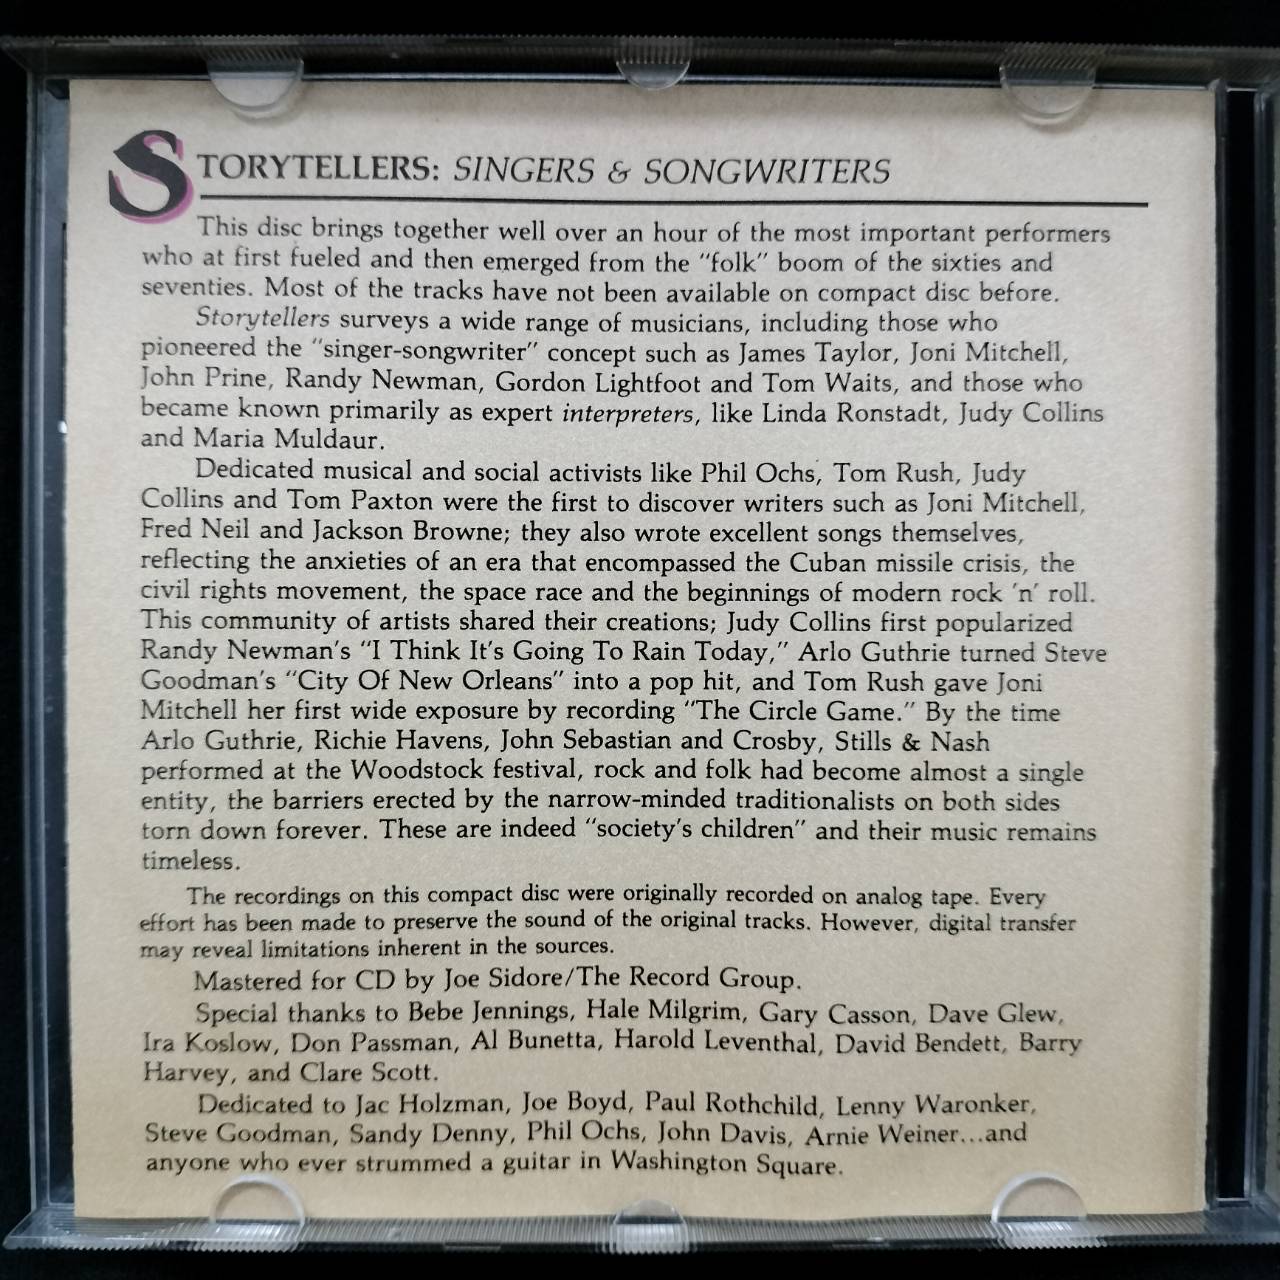 STORYTELLERS: SINGERS & SONGWRITERS
This disc brings together well over an hour of the most important performers
who at first fueled and then emerged from the "folk" boom of the sixties and
seventies. Most of the tracks have not been available on compact disc before.
Storytellers surveys a wide range of musicians, including those who
pioneered the "singer-songwriter" concept such as James Taylor, Joni Mitchell,
John Prine, Randy Newman, Gordon Lightfoot and Tom Waits, and those who
became known primarily as expert interpreters, like Linda Ronstadt, Judy Collins
and Maria Muldaur.
Dedicated musical and social activists like Phil Ochs, Tom Rush, Judy
Collins and Tom Paxton were the first to discover writers such as Joni Mitchell,
Fred Neil and Jackson Browne; they also wrote excellent songs themselves,
reflecting the anxieties of an era that encompassed the Cuban missile crisis, the
civil rights movement, the space race and the beginnings of modern rock 'n' roll.
This community of artists shared their creations; Judy Collins first popularized
Randy Newman's "I Think It's Going To Rain Today," Arlo Guthrie turned Steve
Goodman's "City Of New Orleans" into a pop hit, and Tom Rush gave Joni
Mitchell her first wide exposure by recording "The Circle Game." By the time
Arlo Guthrie, Richie Havens, John Sebastian and Crosby, Stills & Nash
performed at the Woodstock festival, rock and folk had become almost a single
entity, the barriers erected by the narrow-minded traditionalists on both sides
torn down forever. These are indeed "society's children" and their music remains
timeless.
The recordings on this compact disc were originally recorded on analog tape. Every
effort has been made to preserve the sound of the original tracks. However, digital transfer
may reveal limitations inherent in the sources.
Mastered for CD by Joe Sidore/The Record Group.
Special thanks to Bebe Jennings, Hale Milgrim, Gary Casson, Dave Glew,
Ira Koslow, Don Passman, Al Bunetta, Harold Leventhal, David Bendett, Barry
Harvey, and Clare Scott.
Dedicated to Jac Holzman, Joe Boyd, Paul Rothchild, Lenny Waronker,
Steve Goodman, Sandy Denny, Phil Ochs, John Davis, Arnie Weiner...and
anyone who ever strummed a guitar in Washington Square.